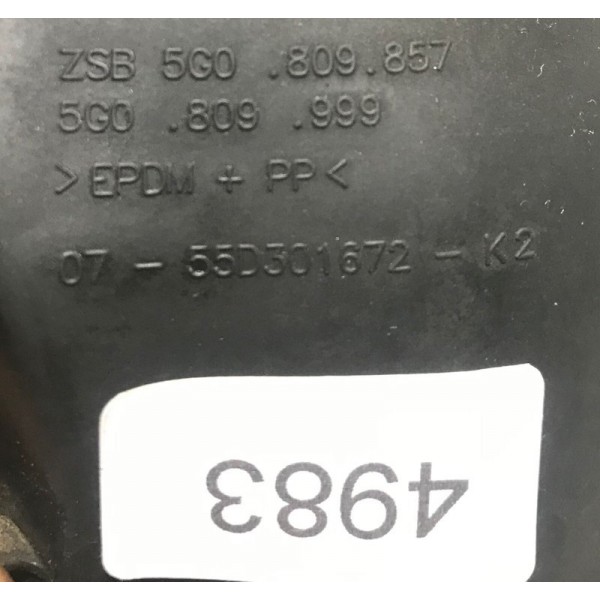 ZSB 5G0 .809.857
5G0 .809 .999
>EPDM + PP<
07 - 55D301672 - K2
4983